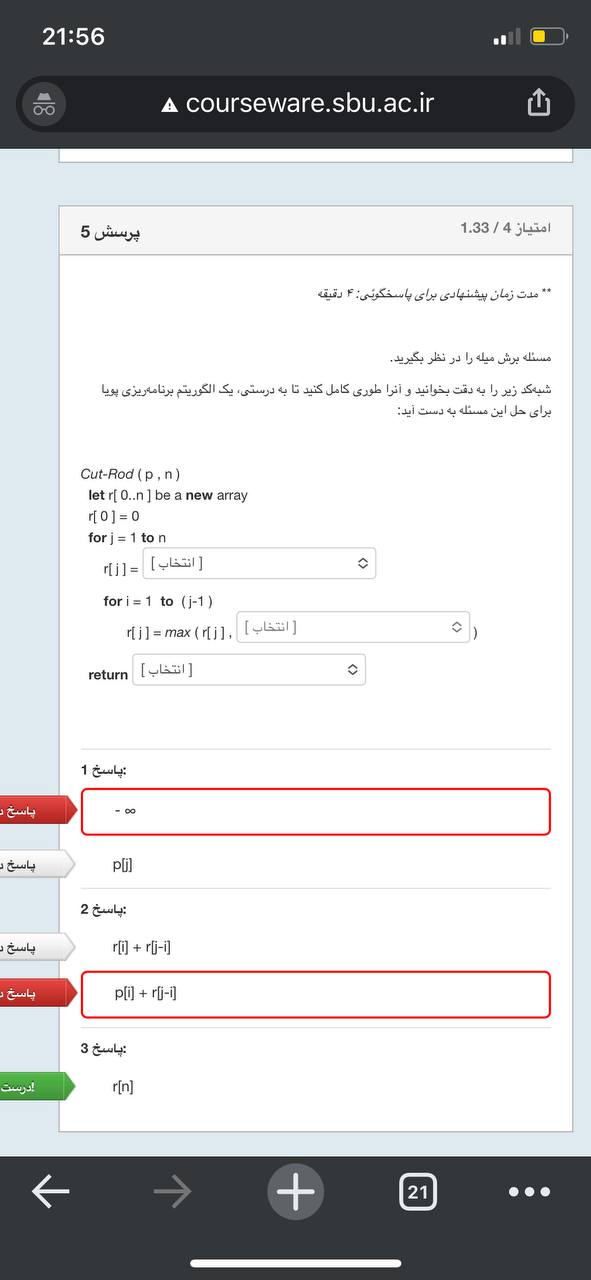 21:56
courseware.sbu.ac.ir
پرسش 5
امتیاز 4 / 1.33
** مدت زمان پیشنهادی برای پاسخگوئی: ۴ دقیقه
مسئله برش میله را در نظر بگیرید.
شبه‌کد زیر را به دقت بخوانید و آنرا طوری کامل کنید تا به درستی، یک الگوریتم برنامه‌ریزی پویا
برای حل این مسئله به دست آید:
Cut-Rod ( p , n )
let r[ 0..n ] be a new array
r[ 0 ] = 0
for j = 1 to n
r[ j ] = [ انتخاب ]
for i = 1 to ( j-1 )
r[ j ] = max ( r[ j ] , [ انتخاب ] )
return [ انتخاب ]
پاسخ 1:
پاسخ
- ∞
پاسخ
p[j]
پاسخ 2:
پاسخ
r[i] + r[j-i]
پاسخ
p[i] + r[j-i]
پاسخ 3:
درست!
r[n]
21